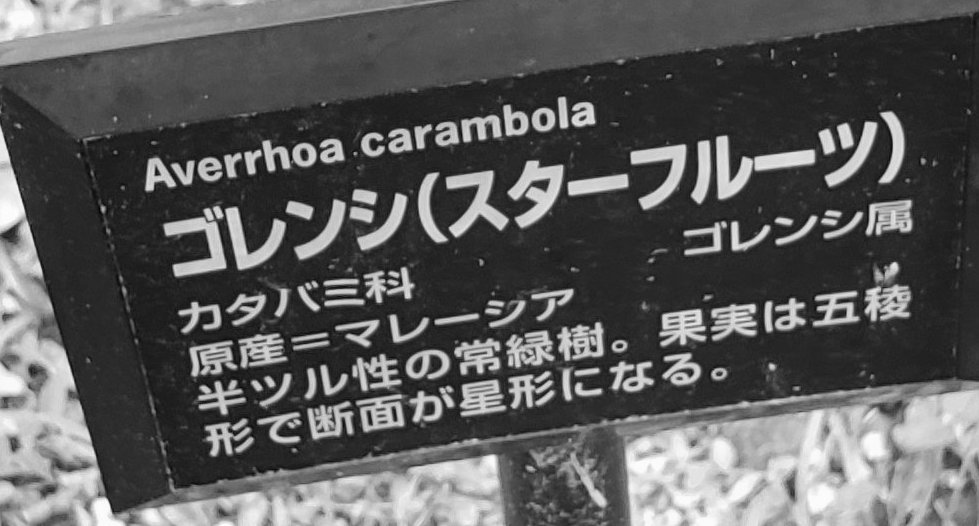 Averrhoa carambola
ゴレンシ(スターフルーツ)
カタバミ科 ゴレンシ属
原産=マレーシア
半ツル性の常緑樹。果実は五稜
形で断面が星形になる。